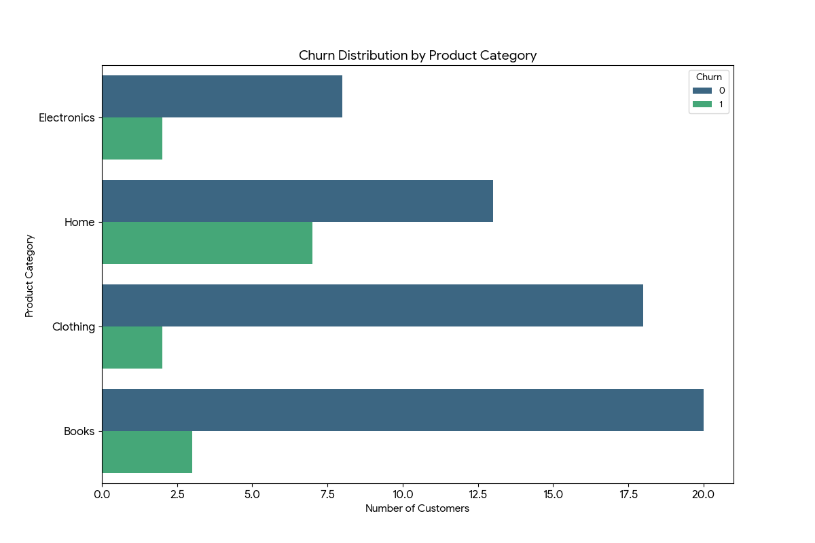 Churn Distribution by Product Category
Churn
0
1
Electronics
Home
Clothing
Books
Product Category
0.0 2.5 5.0 7.5 10.0 12.5 15.0 17.5 20.0
Number of Customers